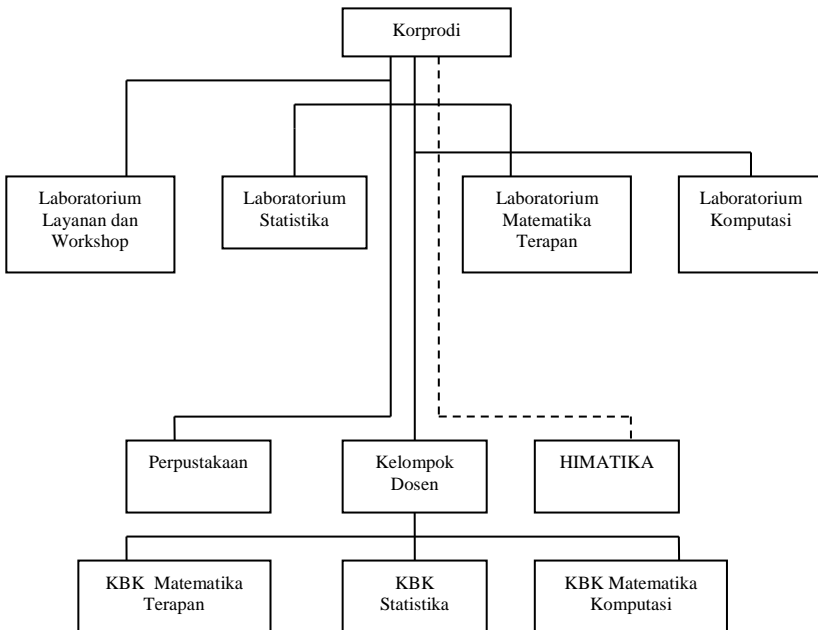 Korprodi
Laboratorium
Layanan dan
Workshop
Laboratorium
Statistika
Laboratorium
Matematika
Terapan
Laboratorium
Komputasi
Perpustakaan
Kelompok
Dosen
HIMATIKA
KBK  Matematika
Terapan
KBK
Statistika
KBK Matematika
Komputasi